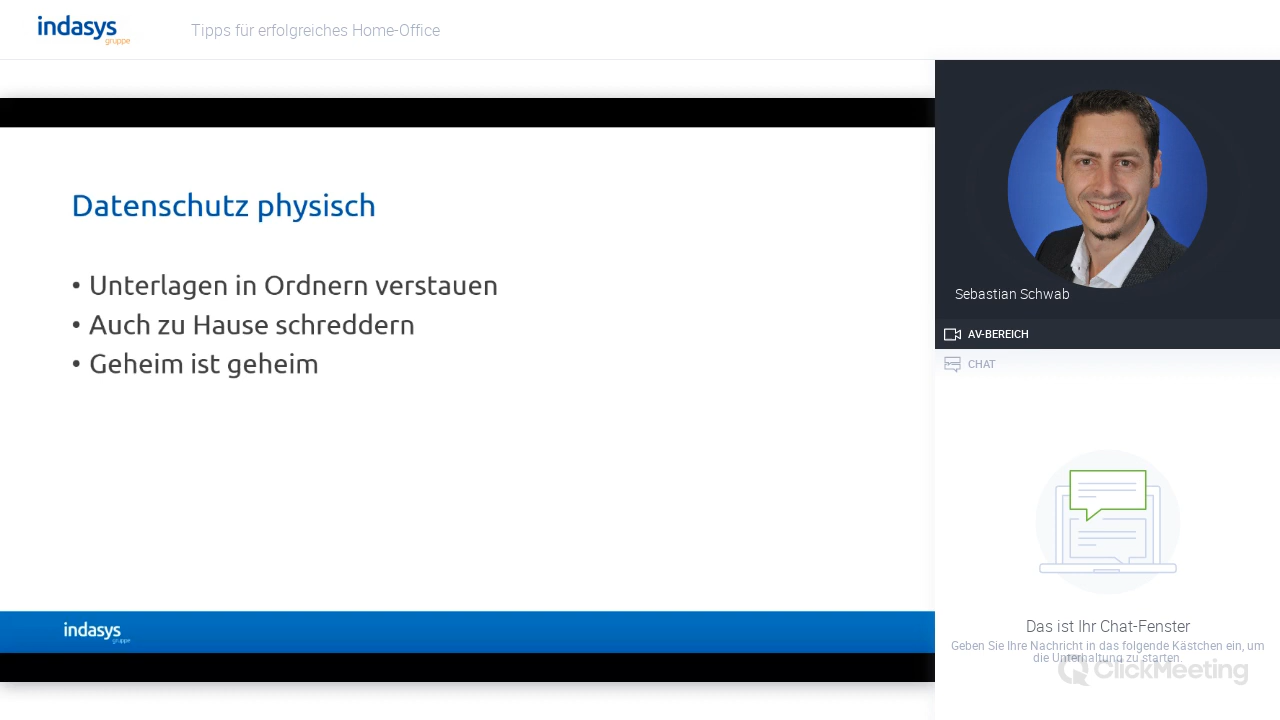 indasys
gruppe
Tipps für erfolgreiches Home-Office
Datenschutz physisch
• Unterlagen in Ordnern verstauen
• Auch zu Hause schreddern
• Geheim ist geheim
indasys
gruppe
Sebastian Schwab
AV-BEREICH
CHAT
Das ist Ihr Chat-Fenster
Geben Sie Ihre Nachricht in das folgende Kästchen ein, um
die Unterhaltung zu starten.
ClickMeeting